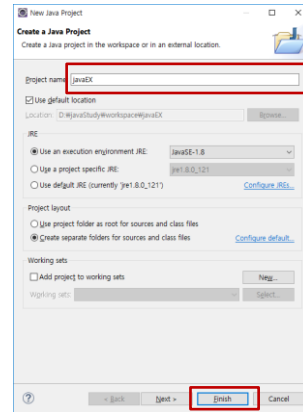 New Java Project
Create a Java Project
Create a Java project in the workspace or in an external location.
Project name: javaEX
Use default location
Location: D:\javaStudy\workspace\javaEX Browse...
JRE
Use an execution environment JRE: JavaSE-1.8
Use a project specific JRE: jre1.8.0_121
Use default JRE (currently 'jre1.8.0_121') Configure JREs...
Project layout
Use project folder as root for sources and class files
Create separate folders for sources and class files Configure default...
Working sets
Add project to working sets New...
Working sets: Select...
< Back Next > Finish Cancel